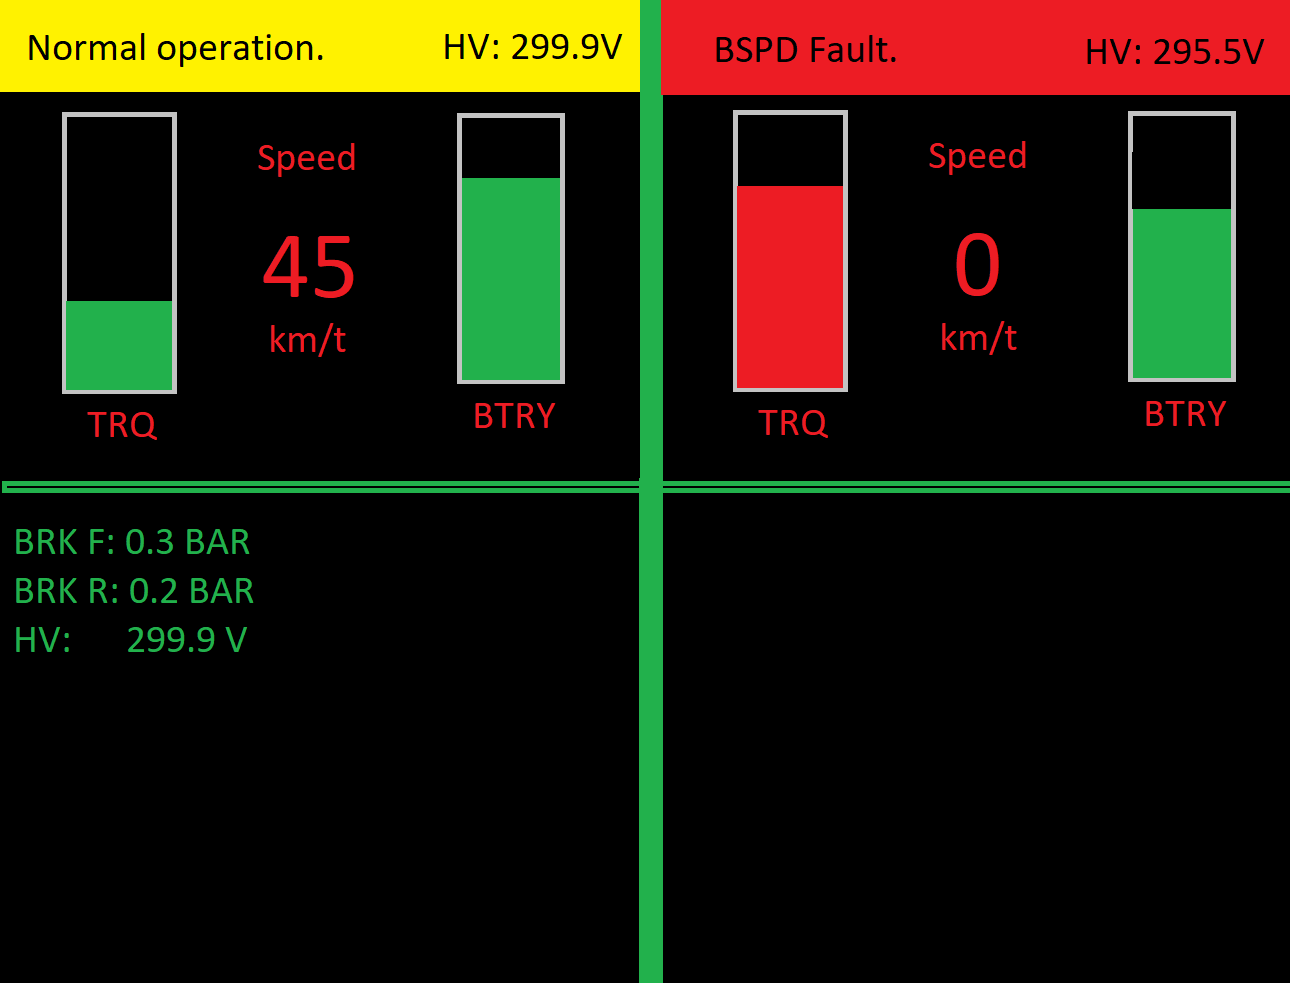 Normal operation. HV: 299.9V
Speed
45
km/t
TRQ
BTRY
BRK F: 0.3 BAR
BRK R: 0.2 BAR
HV: 299.9 V
BSPD Fault. HV: 295.5V
Speed
0
km/t
TRQ
BTRY